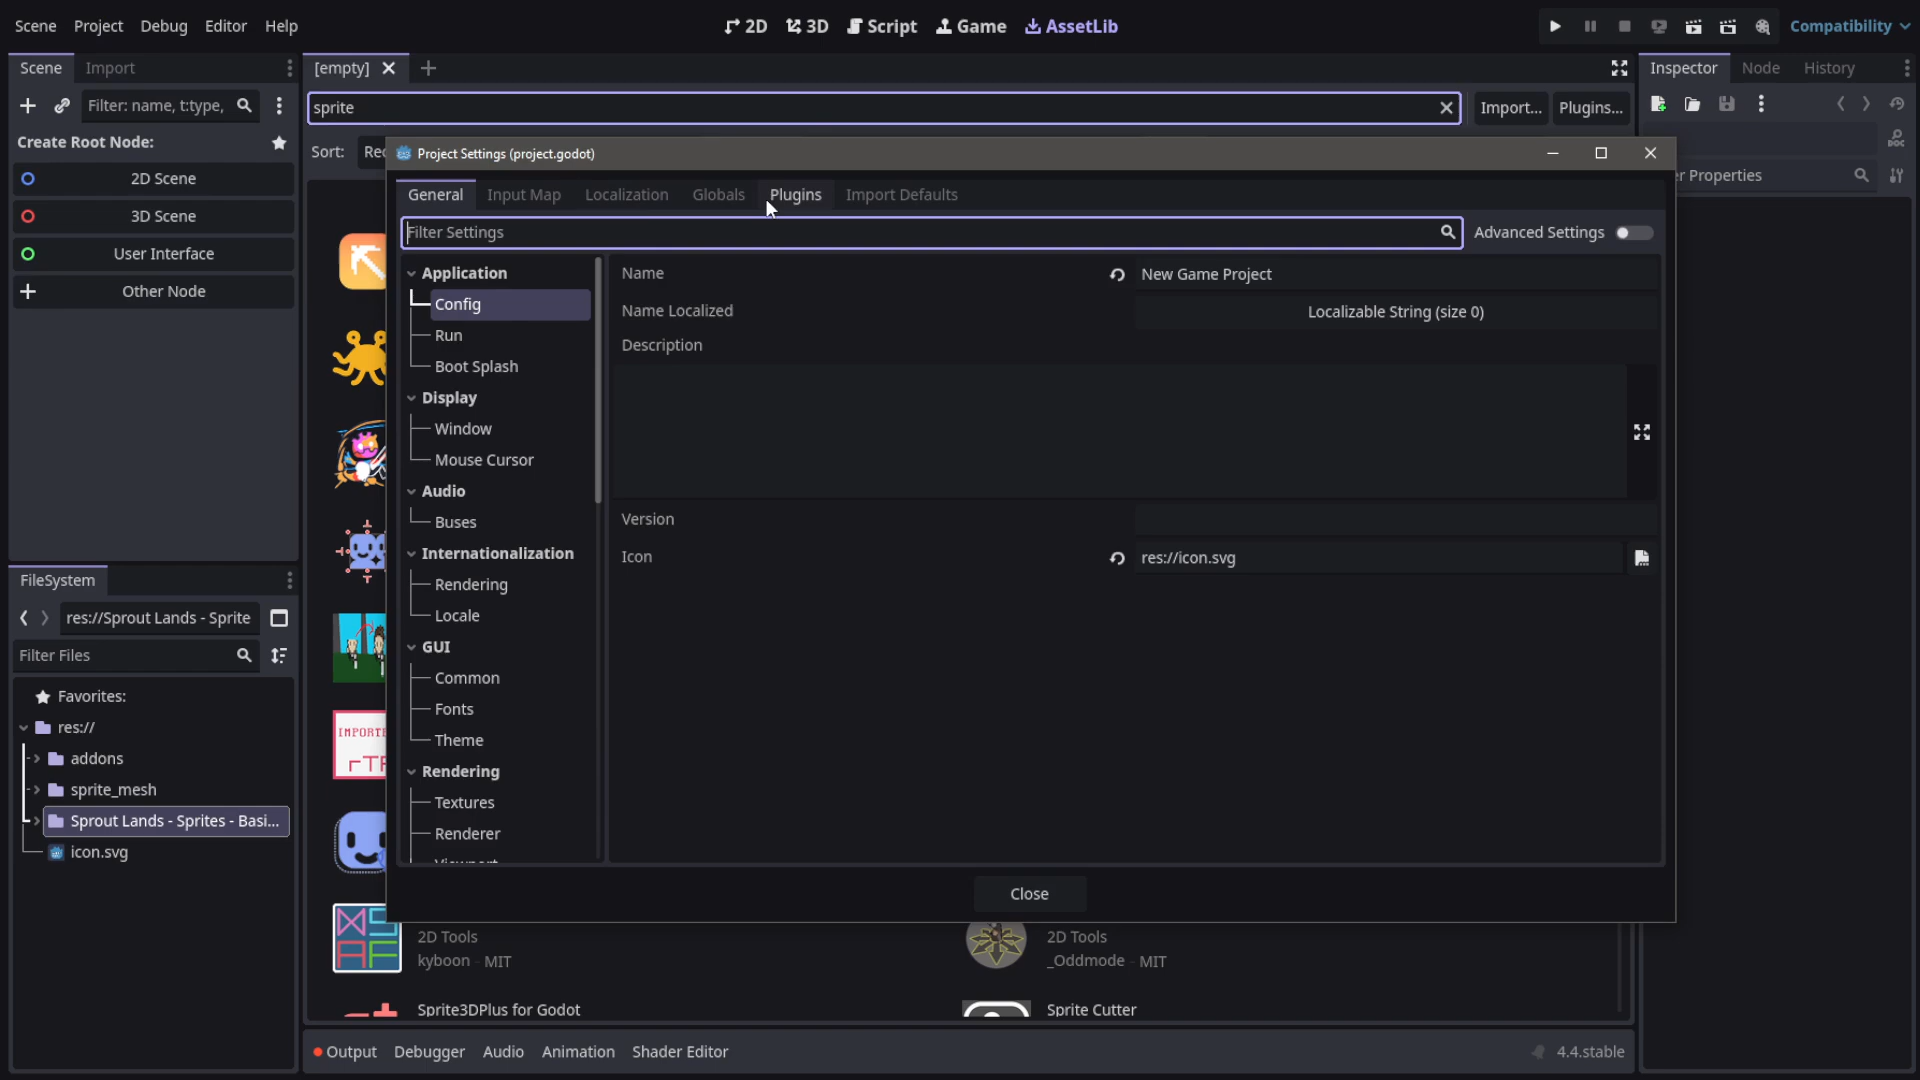 Scene Project Debug Editor Help
2D 3D Script Game AssetLib
Compatibility
Scene Import
[empty]
Inspector Node History
Filter: name, t:type,
sprite
Import... Plugins...
Create Root Node:
2D Scene
3D Scene
User Interface
Other Node
Sort:
Project Settings (project.godot)
er Properties
General Input Map Localization Globals Plugins Import Defaults
Filter Settings
Advanced Settings
Application
Config
Run
Boot Splash
Display
Window
Mouse Cursor
Audio
Buses
Internationalization
Rendering
Locale
GUI
Common
Fonts
Theme
Rendering
Textures
Renderer
Name
New Game Project
Name Localized
Localizable String (size 0)
Description
Version
Icon
res://icon.svg
Close
FileSystem
res://Sprout Lands - Sprite
Filter Files
Favorites:
res://
addons
sprite_mesh
Sprout Lands - Sprites - Basi...
icon.svg
IMPORTE
2D Tools
kyboon - MIT
2D Tools
_Oddmode - MIT
Sprite3DPlus for Godot
Sprite Cutter
Output Debugger Audio Animation Shader Editor
4.4.stable